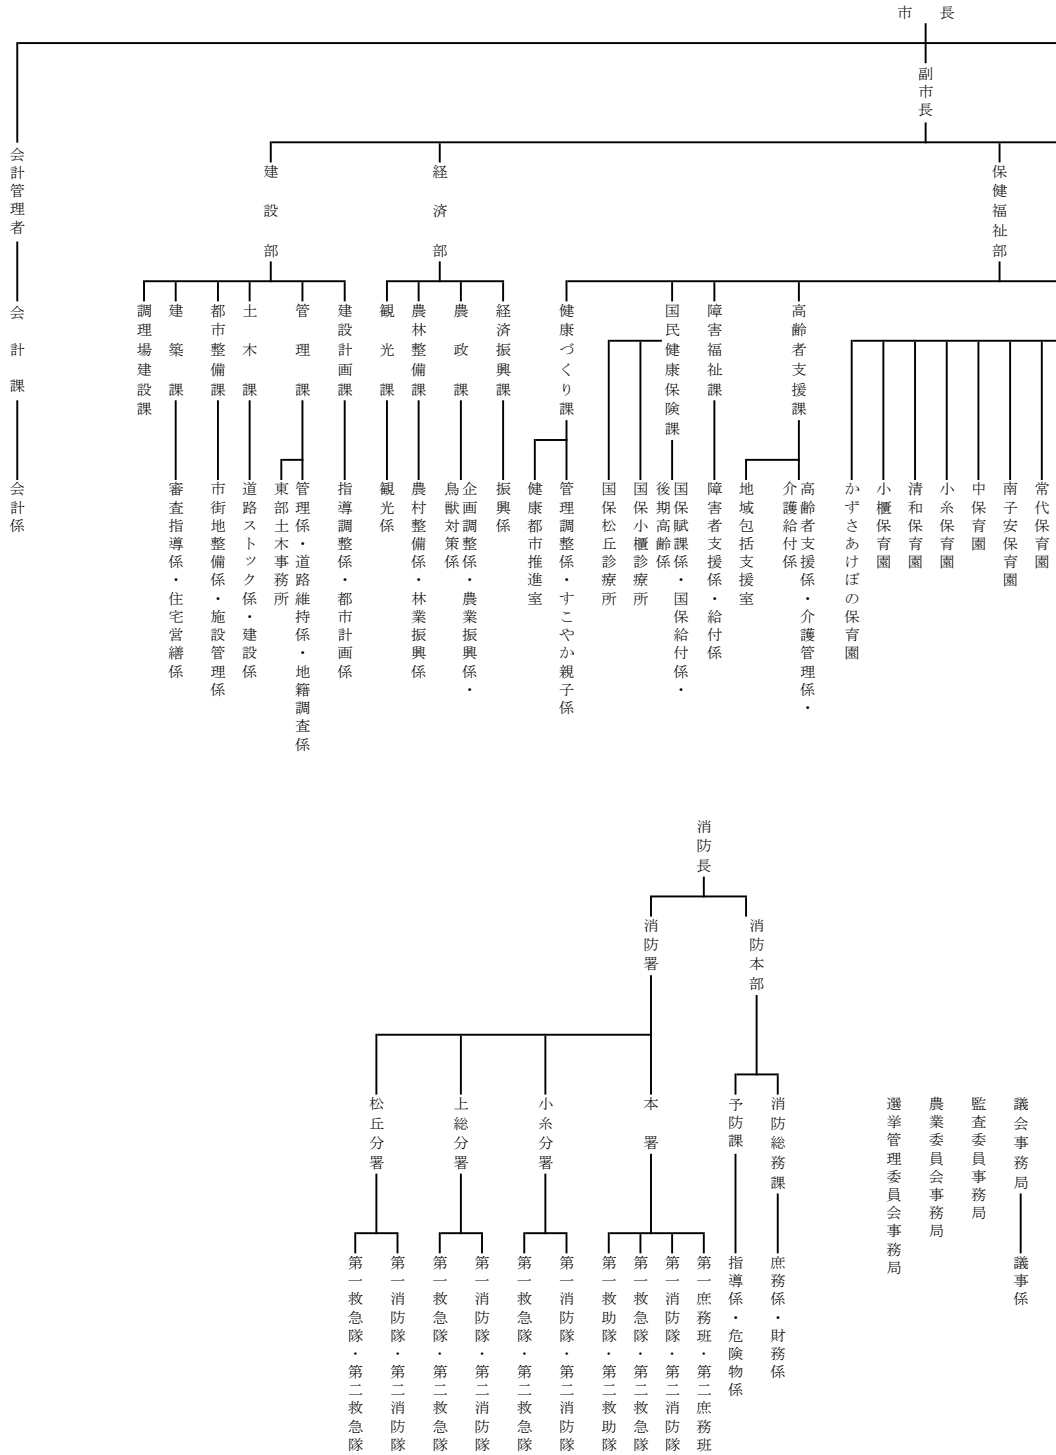 市長
副市長
保健福祉部
経済部
建設部
会計管理者
高齢者支援課
障害福祉課
国民健康保険課
健康づくり課
経済振興課
農政課
農林整備課
観光課
建設計画課
管理課
土木課
都市整備課
建築課
調理場建設課
会計課
常代保育園
南子安保育園
中保育園
小糸保育園
清和保育園
小櫃保育園
かずさあけぼの保育園
高齢者支援係・介護管理係・
介護給付係
地域包括支援室
障害者支援係・給付係
国保賦課係・国保給付係・
後期高齢係
国保小櫃診療所
国保松丘診療所
管理調整係・すこやか親子係
健康都市推進室
振興係
企画調整係・農業振興係・
鳥獣対策係
農村整備係・林業振興係
観光係
指導調整係・都市計画係
管理係・道路維持係・地籍調査係
東部土木事務所
道路ストック係・建設係
市街地整備係・施設管理係
審査指導係・住宅営繕係
会計係
消防長
消防本部
消防署
議会事務局
監査委員事務局
農業委員会事務局
選挙管理委員会事務局
消防総務課
予防課
本署
小糸分署
上総分署
松丘分署
議事係
庶務係・財務係
指導係・危険物係
第一庶務班・第二庶務班
第一消防隊・第二消防隊
第一救急隊・第二救急隊
第一救助隊・第二救助隊
第一消防隊・第二消防隊
第一救急隊・第二救急隊
第一消防隊・第二消防隊
第一救急隊・第二救急隊
第一消防隊・第二消防隊
第一救急隊・第二救急隊